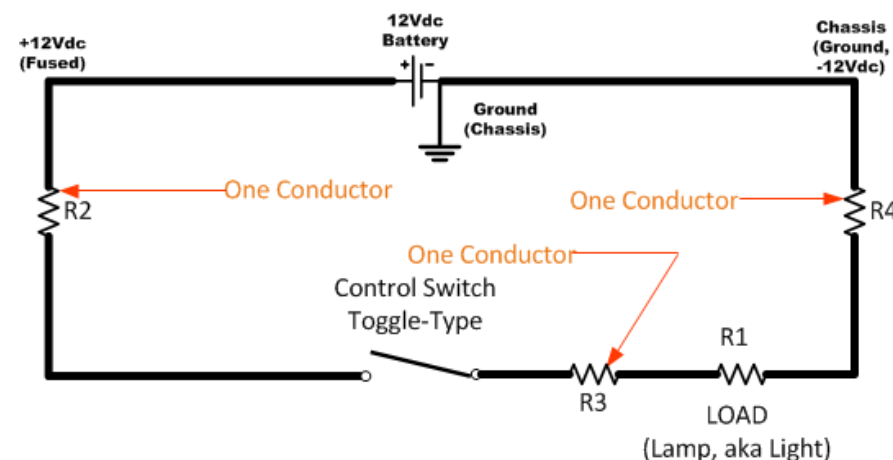 12Vdc
Battery
+12Vdc
(Fused)
Chassis
(Ground,
-12Vdc)
+ -
Ground
(Chassis)
One Conductor
R2
One Conductor
R4
One Conductor
Control Switch
Toggle-Type
R1
R3
LOAD
(Lamp, aka Light)